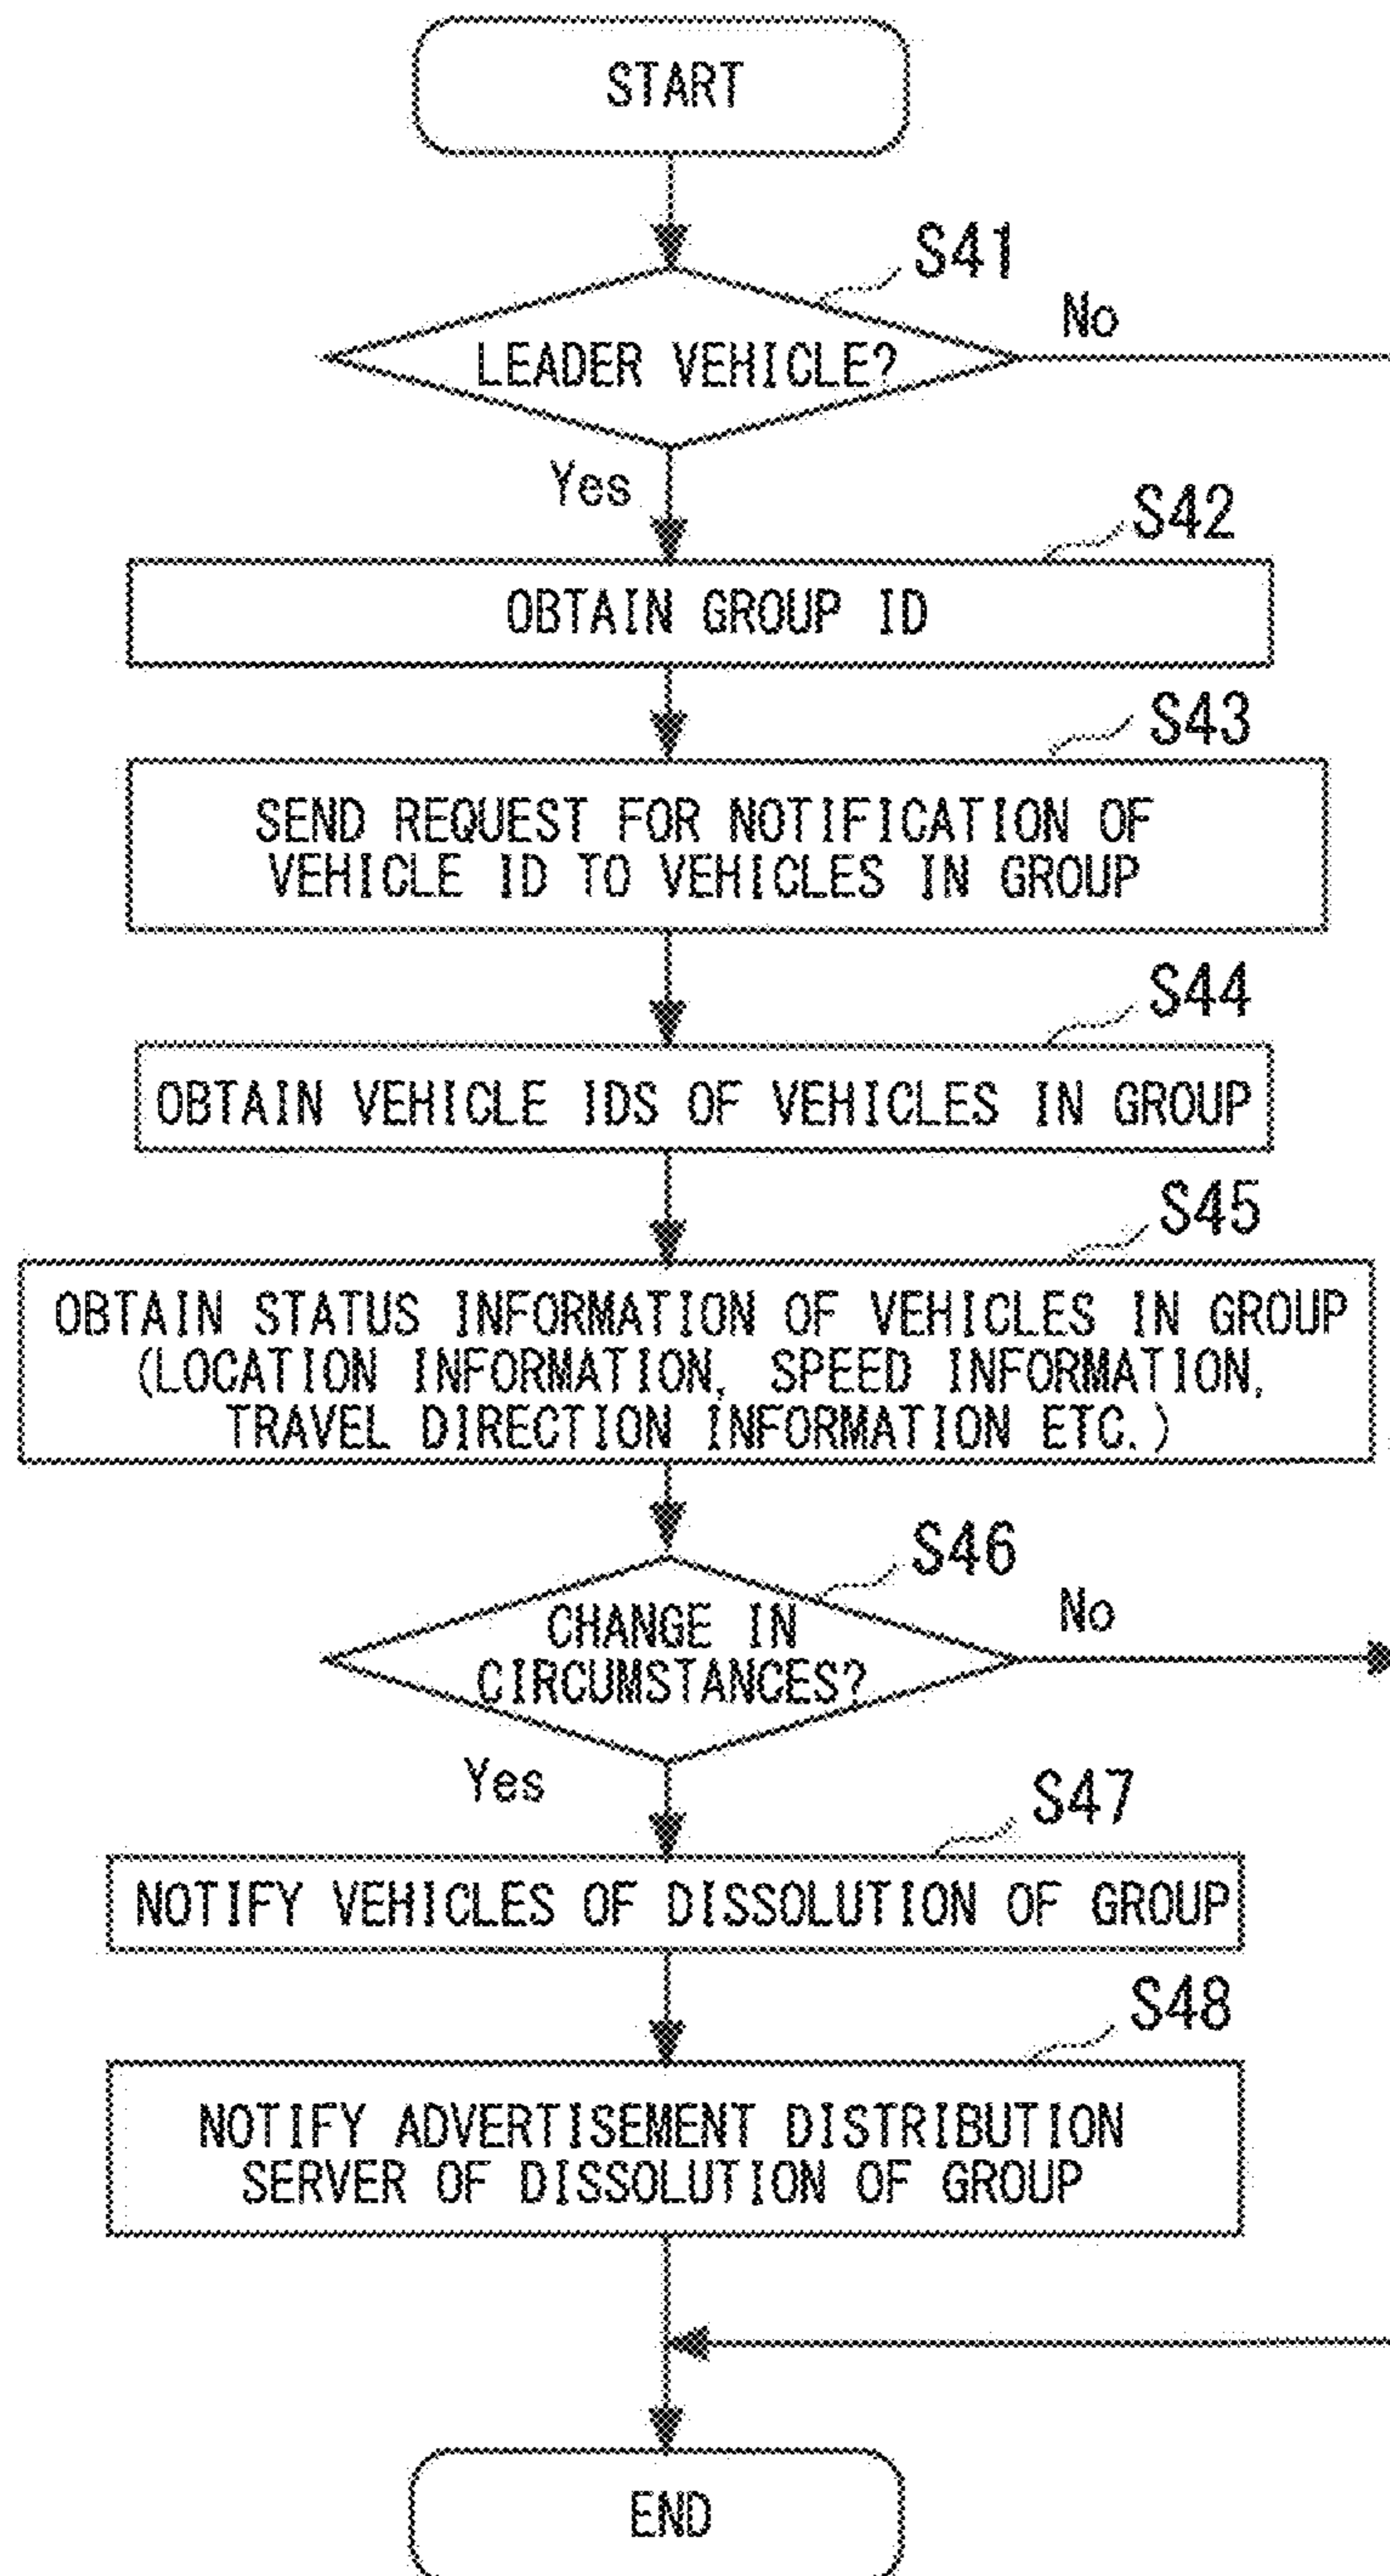 START
S41
LEADER VEHICLE?
No
Yes
S42
OBTAIN GROUP ID
S43
SEND REQUEST FOR NOTIFICATION OF
VEHICLE ID TO VEHICLES IN GROUP
S44
OBTAIN VEHICLE IDS OF VEHICLES IN GROUP
S45
OBTAIN STATUS INFORMATION OF VEHICLES IN GROUP
(LOCATION INFORMATION, SPEED INFORMATION,
TRAVEL DIRECTION INFORMATION ETC.)
S46
CHANGE IN
CIRCUMSTANCES?
No
Yes
S47
NOTIFY VEHICLES OF DISSOLUTION OF GROUP
S48
NOTIFY ADVERTISEMENT DISTRIBUTION
SERVER OF DISSOLUTION OF GROUP
END